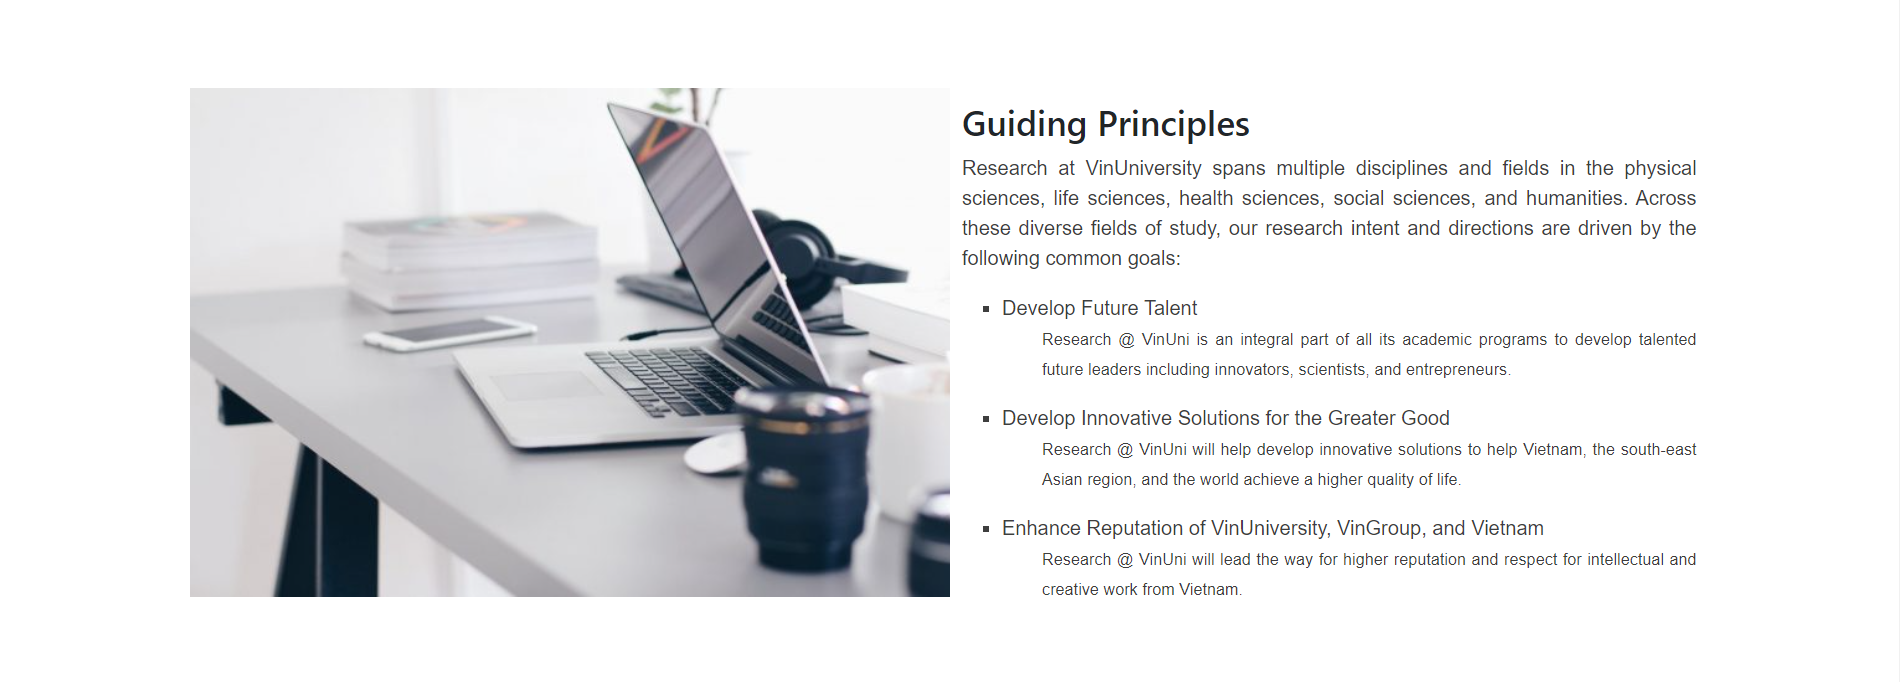 Guiding Principles
Research at VinUniversity spans multiple disciplines and fields in the physical
sciences, life sciences, health sciences, social sciences, and humanities. Across
these diverse fields of study, our research intent and directions are driven by the
following common goals:
▪ Develop Future Talent
Research @ VinUni is an integral part of all its academic programs to develop talented
future leaders including innovators, scientists, and entrepreneurs.
▪ Develop Innovative Solutions for the Greater Good
Research @ VinUni will help develop innovative solutions to help Vietnam, the south-east
Asian region, and the world achieve a higher quality of life.
▪ Enhance Reputation of VinUniversity, VinGroup, and Vietnam
Research @ VinUni will lead the way for higher reputation and respect for intellectual and
creative work from Vietnam.